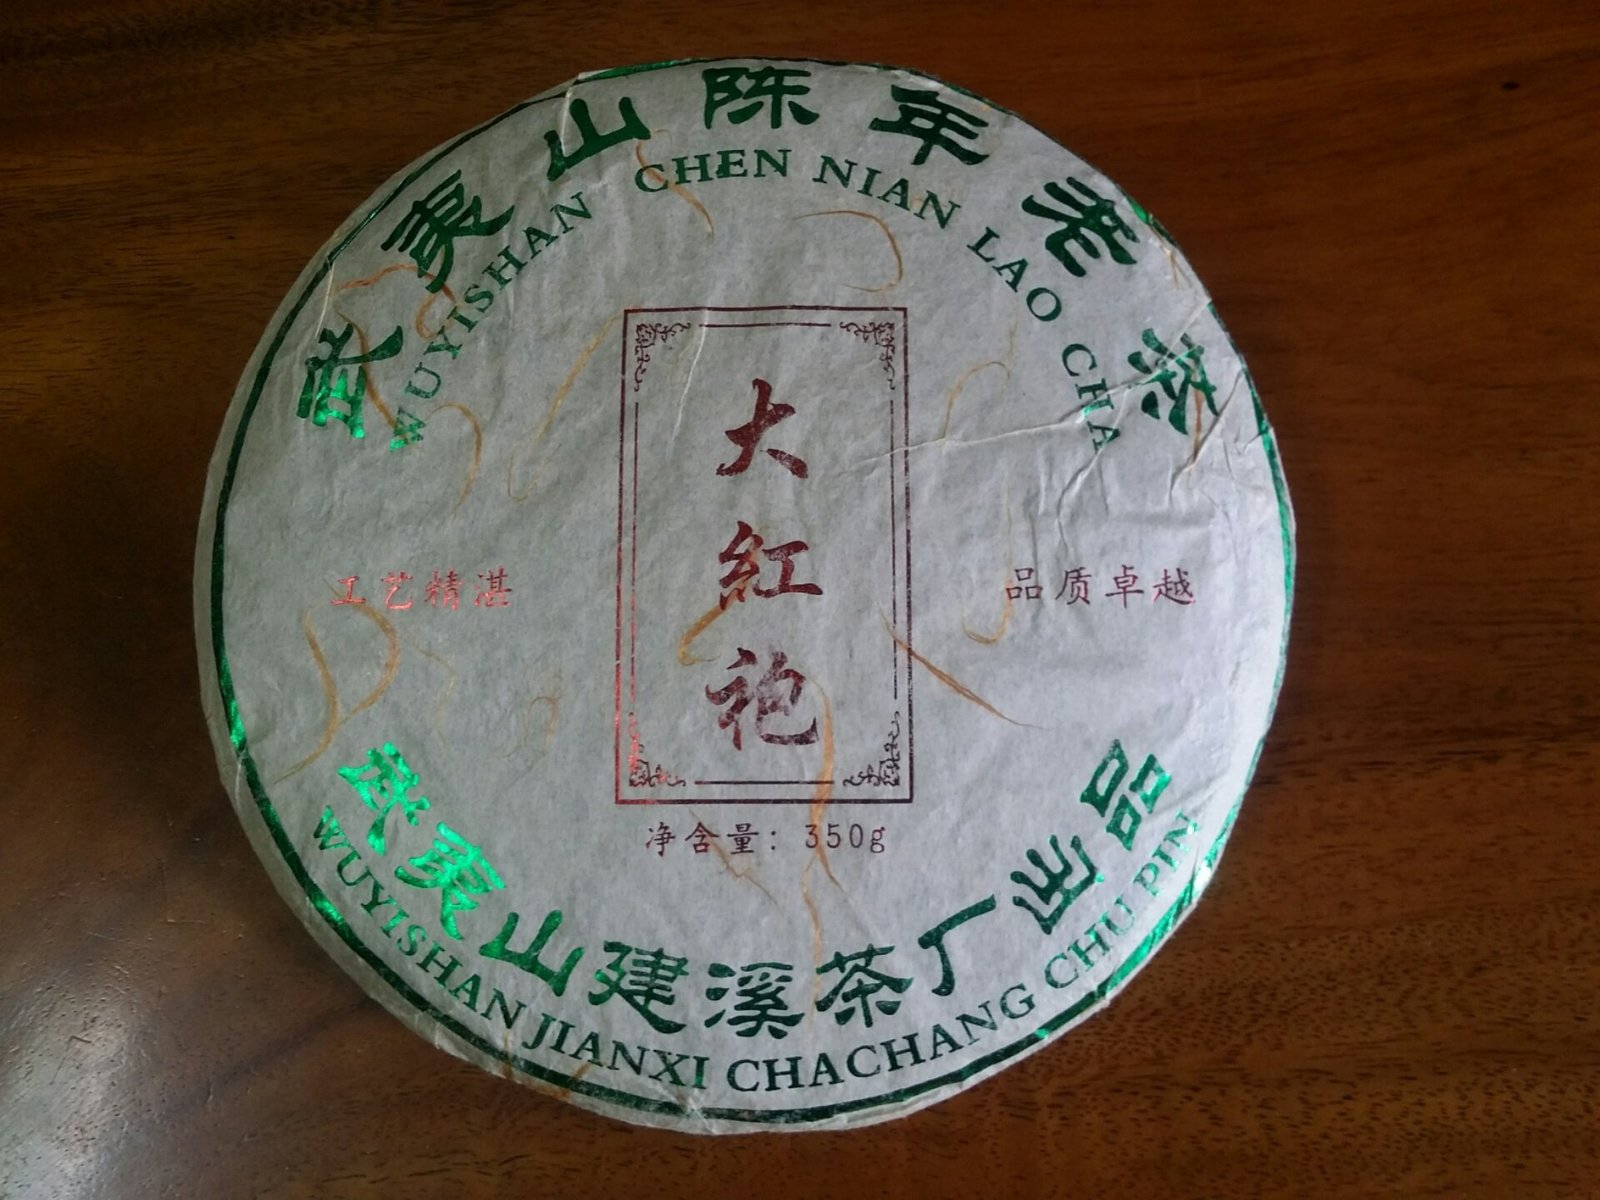 武夷山陈年老茶
WUYISHAN CHEN NIAN LAO CHA
大
紅
袍
工艺精湛
品质卓越
净含量: 350g
武夷山建溪茶厂出品
WUYISHAN JIANXI CHACHANG CHU PIN